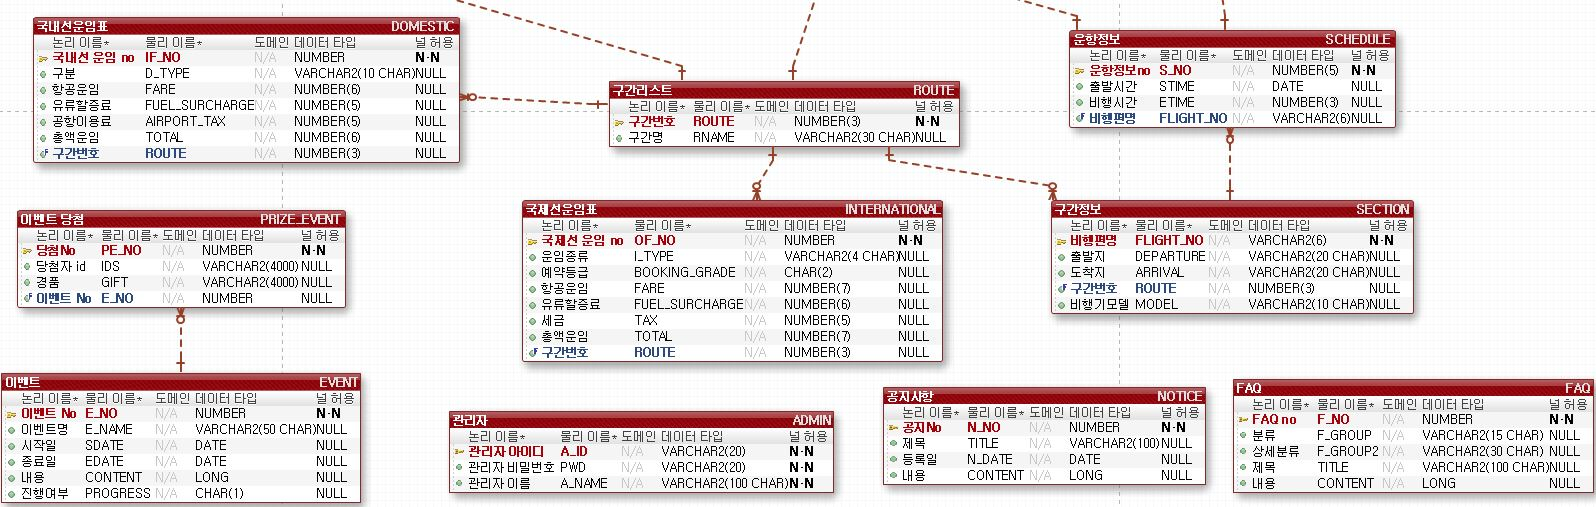 국내선운임표 DOMESTIC
논리 이름* 물리 이름* 도메인 데이터 타입 널 허용
국내선 운임 no IF_NO N/A NUMBER N-N
구분 D_TYPE N/A VARCHAR2(10 CHAR) NULL
항공운임 FARE N/A NUMBER(6) NULL
유류할증료 FUEL_SURCHARGE N/A NUMBER(5) NULL
공항이용료 AIRPORT_TAX N/A NUMBER(5) NULL
총액운임 TOTAL N/A NUMBER(6) NULL
구간번호 ROUTE N/A NUMBER(3) NULL
구간리스트 ROUTE
논리 이름* 물리 이름* 도메인 데이터 타입 널 허용
구간번호 ROUTE N/A NUMBER(3) N-N
구간명 RNAME N/A VARCHAR2(30 CHAR) NULL
운항정보 SCHEDULE
논리 이름* 물리 이름* 도메인 데이터 타입 널 허용
운항정보no S_NO N/A NUMBER(5) N-N
출발시간 STIME N/A DATE NULL
비행시간 ETIME N/A NUMBER(3) NULL
비행편명 FLIGHT_NO N/A VARCHAR2(6) NULL
이벤트 당첨 PRIZE_EVENT
논리 이름* 물리 이름* 도메인 데이터 타입 널 허용
당첨No PE_NO N/A NUMBER N-N
당첨자 id IDS N/A VARCHAR2(4000) NULL
경품 GIFT N/A VARCHAR2(4000) NULL
이벤트 No E_NO N/A NUMBER NULL
국제선운임표 INTERNATIONAL
논리 이름* 물리 이름* 도메인 데이터 타입 널 허용
국제선 운임 no OF_NO N/A NUMBER N-N
운임종류 I_TYPE N/A VARCHAR2(4 CHAR) NULL
예약등급 BOOKING_GRADE N/A CHAR(2) NULL
항공운임 FARE N/A NUMBER(7) NULL
유류할증료 FUEL_SURCHARGE N/A NUMBER(6) NULL
세금 TAX N/A NUMBER(5) NULL
총액운임 TOTAL N/A NUMBER(7) NULL
구간번호 ROUTE N/A NUMBER(3) NULL
구간정보 SECTION
논리 이름* 물리 이름* 도메인 데이터 타입 널 허용
비행편명 FLIGHT_NO N/A VARCHAR2(6) N-N
출발지 DEPARTURE N/A VARCHAR2(20 CHAR) NULL
도착지 ARRIVAL N/A VARCHAR2(20 CHAR) NULL
구간번호 ROUTE N/A NUMBER(3) NULL
비행기모델 MODEL N/A VARCHAR2(10 CHAR) NULL
이벤트 EVENT
논리 이름* 물리 이름* 도메인 데이터 타입 널 허용
이벤트 No E_NO N/A NUMBER N-N
이벤트명 E_NAME N/A VARCHAR2(50 CHAR) NULL
시작일 SDATE N/A DATE NULL
종료일 EDATE N/A DATE NULL
내용 CONTENT N/A LONG NULL
진행여부 PROGRESS N/A CHAR(1) NULL
관리자 ADMIN
논리 이름* 물리 이름* 도메인 데이터 타입 널 허용
관리자 아이디 A_ID N/A VARCHAR2(20) N-N
관리자 비밀번호 PWD N/A VARCHAR2(20) N-N
관리자 이름 A_NAME N/A VARCHAR2(100 CHAR) N-N
공지사항 NOTICE
논리 이름* 물리 이름* 도메인 데이터 타입 널 허용
공지No N_NO N/A NUMBER N-N
제목 TITLE N/A VARCHAR2(100) NULL
등록일 N_DATE N/A DATE NULL
내용 CONTENT N/A LONG NULL
FAQ FAQ
논리 이름* 물리 이름* 도메인 데이터 타입 널 허용
FAQ no F_NO N/A NUMBER N-N
분류 F_GROUP N/A VARCHAR2(15 CHAR) NULL
상세분류 F_GROUP2 N/A VARCHAR2(30 CHAR) NULL
제목 TITLE N/A VARCHAR2(100 CHAR) NULL
내용 CONTENT N/A LONG NULL